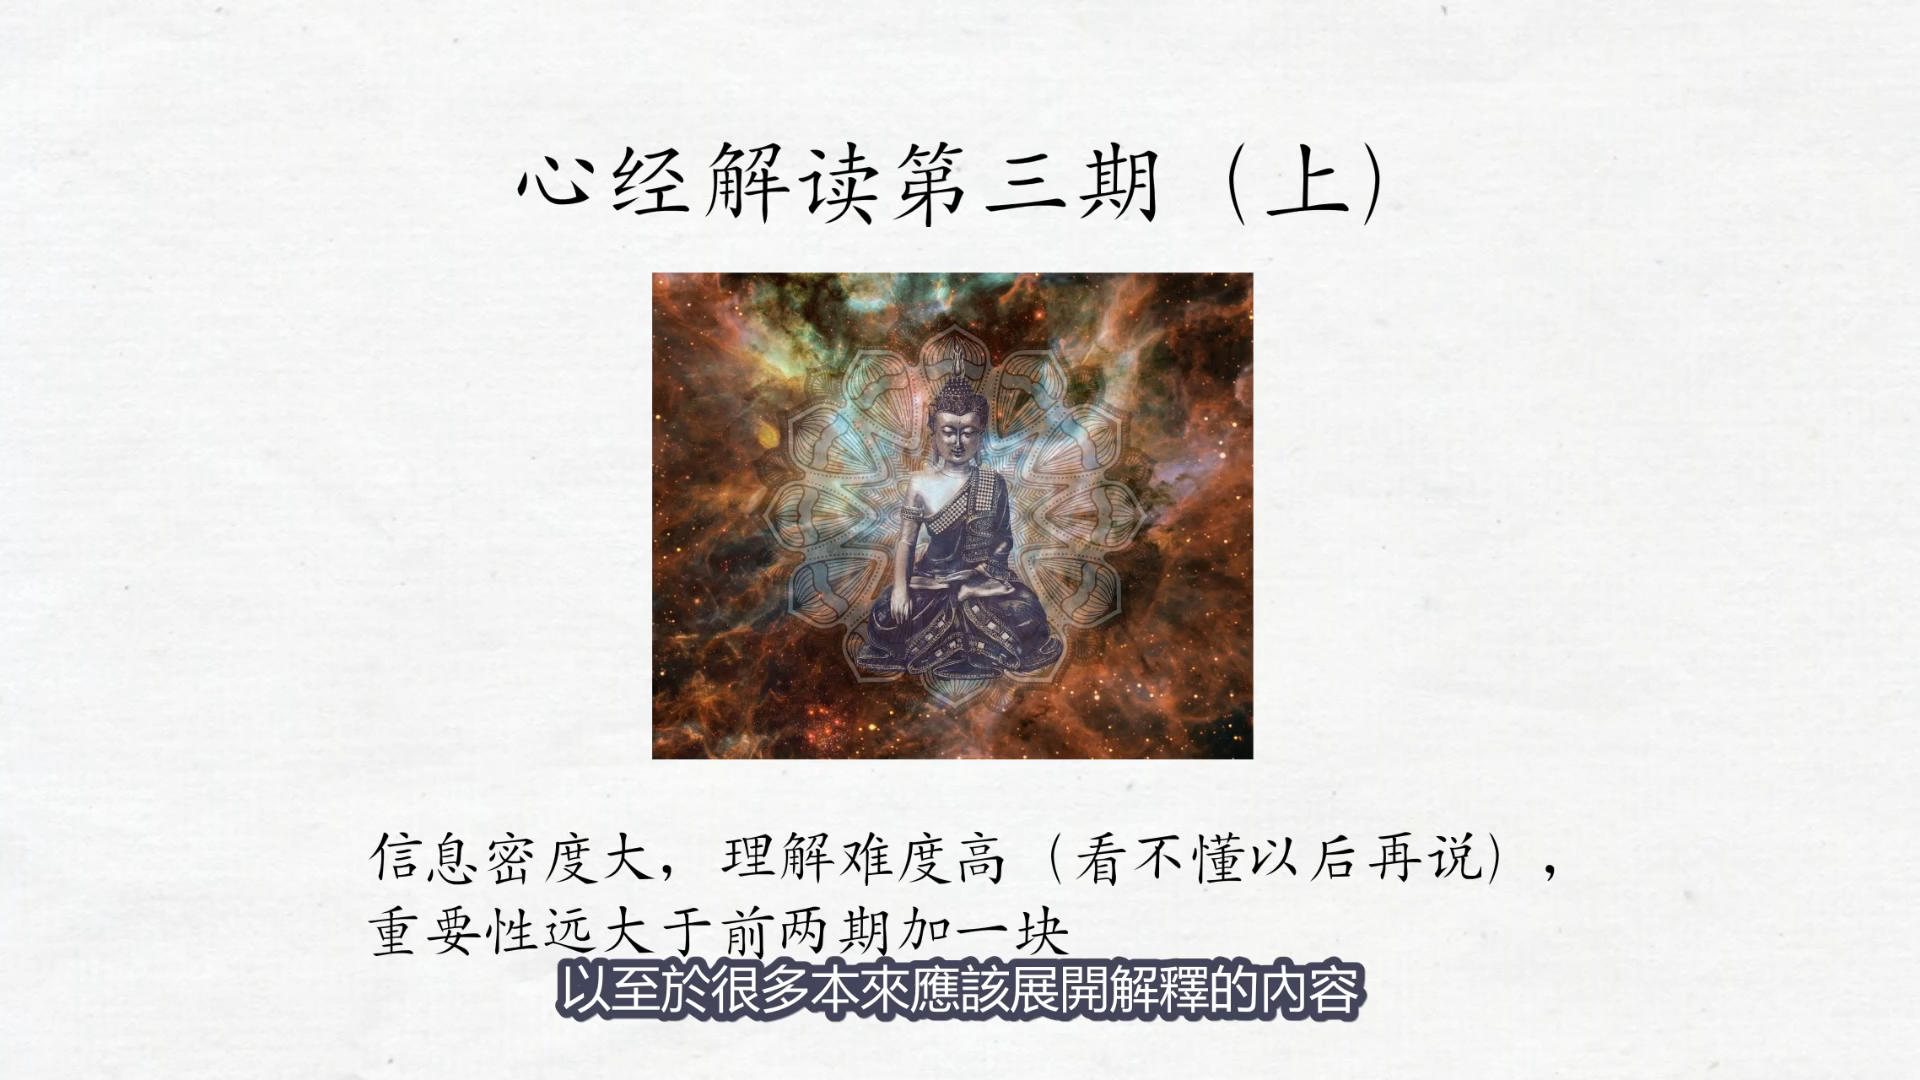 心经解读第三期（上）
信息密度大，理解难度高（看不懂以后再说），
重要性远大于前两期加一块
以至於很多本來應該展開解釋的內容